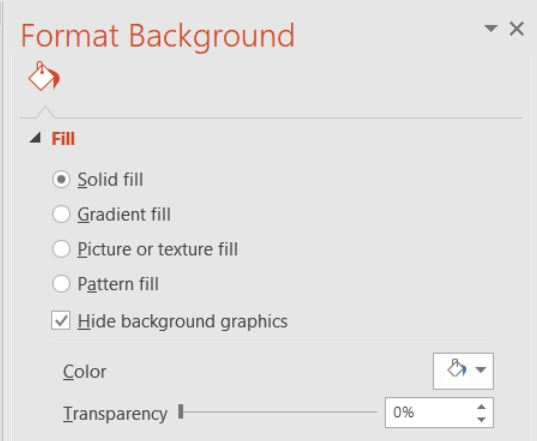 Format Background
Fill
Solid fill
Gradient fill
Picture or texture fill
Pattern fill
Hide background graphics
Color
Transparency 0%